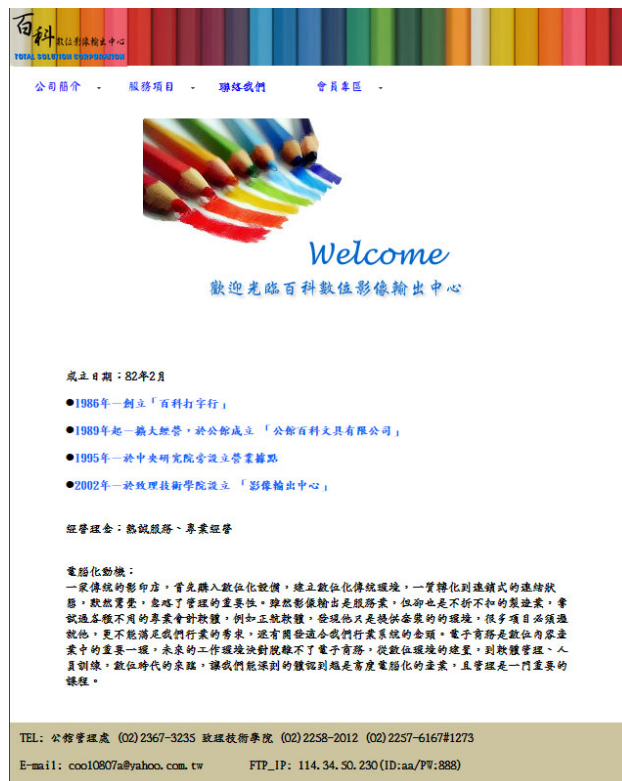 百科數位影像輸出中心
TOTAL SOLUTION CORPORATION
公司簡介 - 服務項目 - 聯絡我們 會員專區 -
Welcome
歡迎光臨百科數位影像輸出中心
成立日期：82年2月
●1986年—創立「百科打字行」
●1989年起—擴大經營，於公館成立 「公館百科文具有限公司」
●1995年—於中央研究院旁設立營業據點
●2002年—於致理技術學院設立 「影像輸出中心」
經營理念：熱誠服務、專業經營
電腦化動機：
一家傳統的影印店，首先購入數位化設備，建立數位化傳統環境，一質轉化到連鎖式的連結狀
態，默然驚覺，忽略了管理的重要性。雖然影像輸出是服務業，但卻也是不折不扣的製造業，嘗
試過各種不同的專業會計軟體，例如正航軟體，發現他又是提供套裝的的環境，很多項目必須遷
就他，更不能滿足我們行業的需求，遂有開發適合我們行業系統的念頭。電子商務是數位內容產
業中的重要一環，未來的工作環境決對脫離不了電子商務，從數位環境的建置，到軟體管理、人
員訓練，數位時代的來臨，讓我們能深刻的體認到越是高度電腦化的產業，且管理是一門重要的
課程。
TEL: 公館管理處 (02)2367-3235 致理技術學院 (02)2258-2012 (02)2257-6167#1273
E-mail: coo10807a@yahoo.com.tw FTP_IP: 114.34.50.230(ID:aa/PW:888)